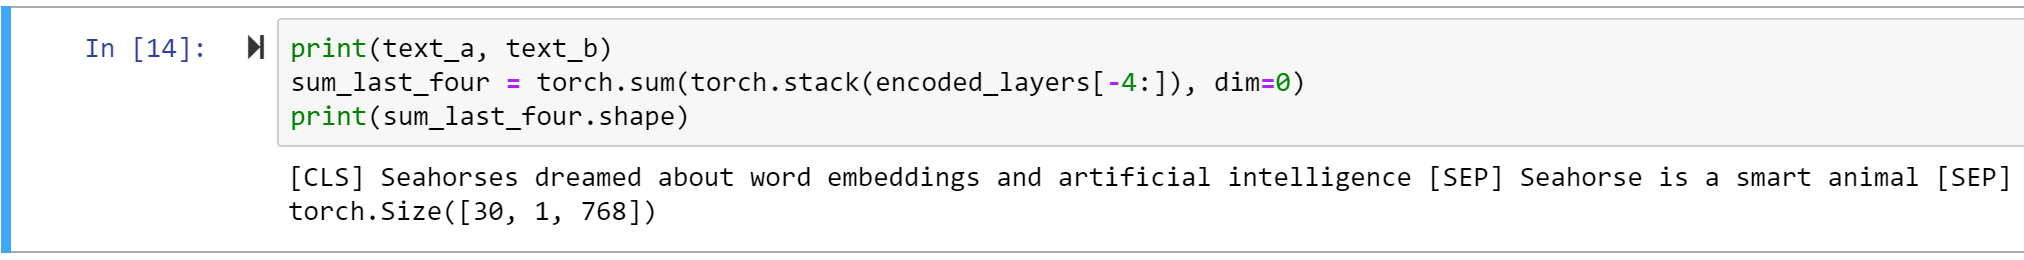 In [14]:
print(text_a, text_b)
sum_last_four = torch.sum(torch.stack(encoded_layers[-4:]), dim=0)
print(sum_last_four.shape)
[CLS] Seahorses dreamed about word embeddings and artificial intelligence [SEP] Seahorse is a smart animal [SEP]
torch.Size([30, 1, 768])